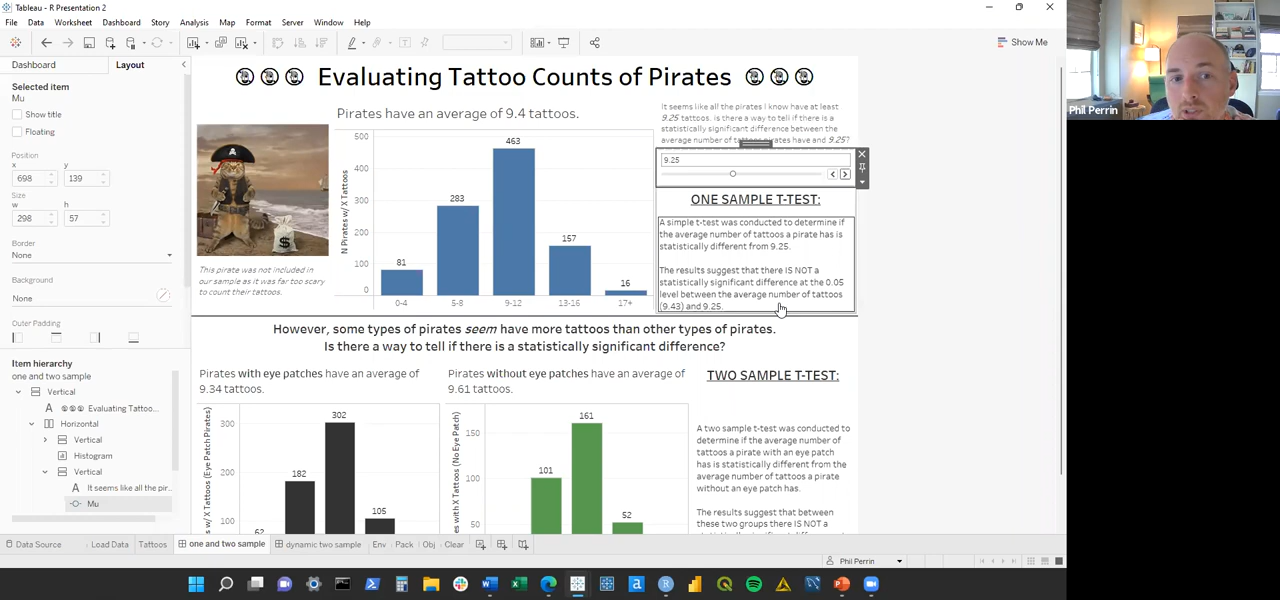 Tableau - R Presentation 2
File Data Worksheet Dashboard Story Analysis Map Format Server Window Help
Show Me
Dashboard Layout
Selected item
Mu
Show title
Floating
Position
x y
698 139
Size
w h
298 57
Border
None
Background
None
Outer Padding
Item hierarchy
one and two sample
Vertical
Evaluating Tattoo...
Horizontal
Vertical
Histogram
Vertical
It seems like all the pir..
Mu
Evaluating Tattoo Counts of Pirates
Pirates have an average of 9.4 tattoos.
This pirate was not included in
our sample as it was far too scary
to count their tattoos.
N Pirates w/ X Tattoos
500
400
300
200
100
0
81
283
463
157
16
0-4 5-8 9-12 13-16 17+
It seems like all the pirates I know have at least
9.25 tattoos. is there a way to tell if there is a
statistically significant difference between the
average number of tattoos pirates have and 9.25?
9.25
ONE SAMPLE T-TEST:
A simple t-test was conducted to determine if
the average number of tattoos a pirate has is
statistically different from 9.25.
The results suggest that there IS NOT a
statistically significant difference at the 0.05
level between the average number of tattoos
(9.43) and 9.25.
However, some types of pirates seem have more tattoos than other types of pirates.
Is there a way to tell if there is a statistically significant difference?
Pirates with eye patches have an average of
9.34 tattoos.
s w/ X Tattoos (Eye Patch Pirates)
300
200
100
62
182
302
105
Pirates without eye patches have an average of
9.61 tattoos.
es with X Tattoos (No Eye Patch)
150
100
50
101
161
52
TWO SAMPLE T-TEST:
A two sample t-test was conducted to
determine if the average number of
tattoos a pirate with an eye patch
has is statistically different from the
average number of tattoos a pirate
without an eye patch has.
The results suggest that between
these two groups there IS NOT a
Data Source Load Data Tattoos one and two sample dynamic two sample Env Pack Obj Clear
Phil Perrin
Phil Perrin